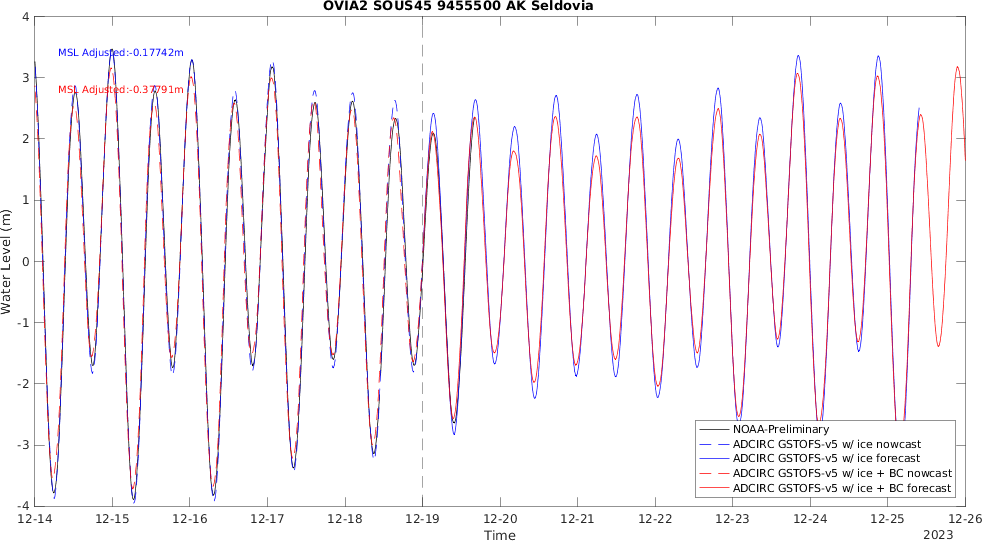 OVIA2 SOUS45 9455500 AK Seldovia
4
3
2
1
0
-1
-2
-3
-4
Water Level (m)
MSL Adjusted:-0.17742m
MSL Adjusted:-0.37791m
NOAA-Preliminary
ADCIRC GSTOFS-v5 w/ ice nowcast
ADCIRC GSTOFS-v5 w/ ice forecast
ADCIRC GSTOFS-v5 w/ ice + BC nowcast
ADCIRC GSTOFS-v5 w/ ice + BC forecast
12-14 12-15 12-16 12-17 12-18 12-19 12-20 12-21 12-22 12-23 12-24 12-25 12-26
Time
2023